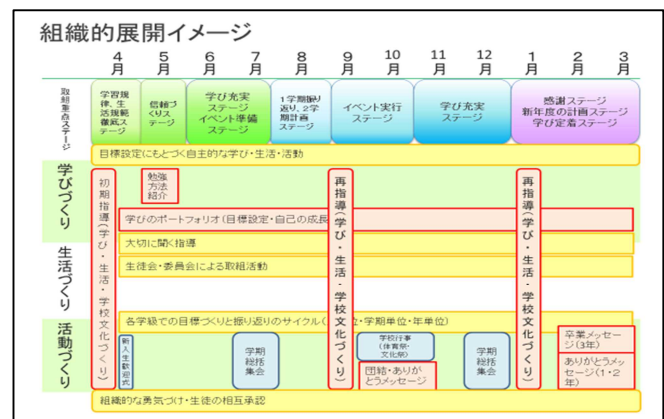 組織的展開イメージ
4月
5月
6月
7月
9月
10月
11月
12月
1月
2月
3月
取組重点ステージ
学習規
律、生
活規範
徹底ス
テージ
信頼づ
くりス
テージ
学び充実
ステージ
イベント準備
ステージ
1学期振り
返り、2学
期計画
ステージ
イベント実行
ステージ
学び充実
ステージ
感謝ステージ
新年度の計画ステージ
学び定着ステージ
目標設定にもとづく自主的な学び・生活・活動
学びづくり
生活づくり
活動づくり
初期指導(学び・生活・学校文化づくり)
勉強
方法
紹介
学びのポートフォリオ(目標設定・自己の成長
大切に聞く指導
生徒会・委員会による取組活動
各学級での目標づくりと振り返りのサイクル(
位・学期単位・年単位)
再指導(学び・生活・学校文化づくり)
再指導(学び・生活・学校文化づくり)
新入生歓迎式
学期
総括
集会
学校行事
(体育祭・
文化祭)
団結・ありが
とうメッセージ
学期
総括
集会
卒業メッセー
ジ(3年)
ありがとうメッ
セージ(1・2
年)
組織的な勇気づけ・生徒の相互承認